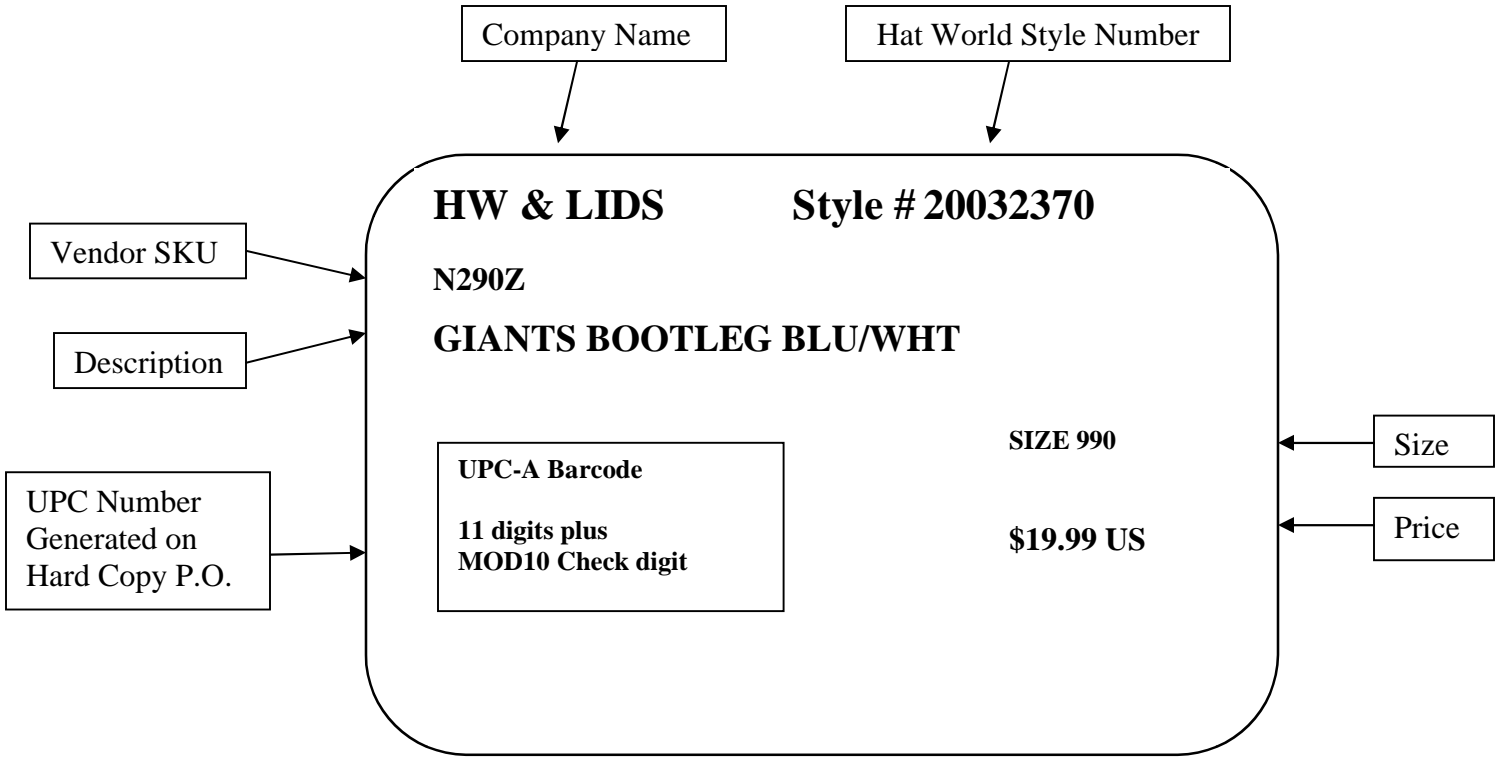 Company Name
Hat World Style Number
HW & LIDS Style # 20032370
Vendor SKU
N290Z
GIANTS BOOTLEG BLU/WHT
Description
SIZE 990
Size
UPC-A Barcode
11 digits plus
MOD10 Check digit
UPC Number
Generated on
Hard Copy P.O.
$19.99 US
Price